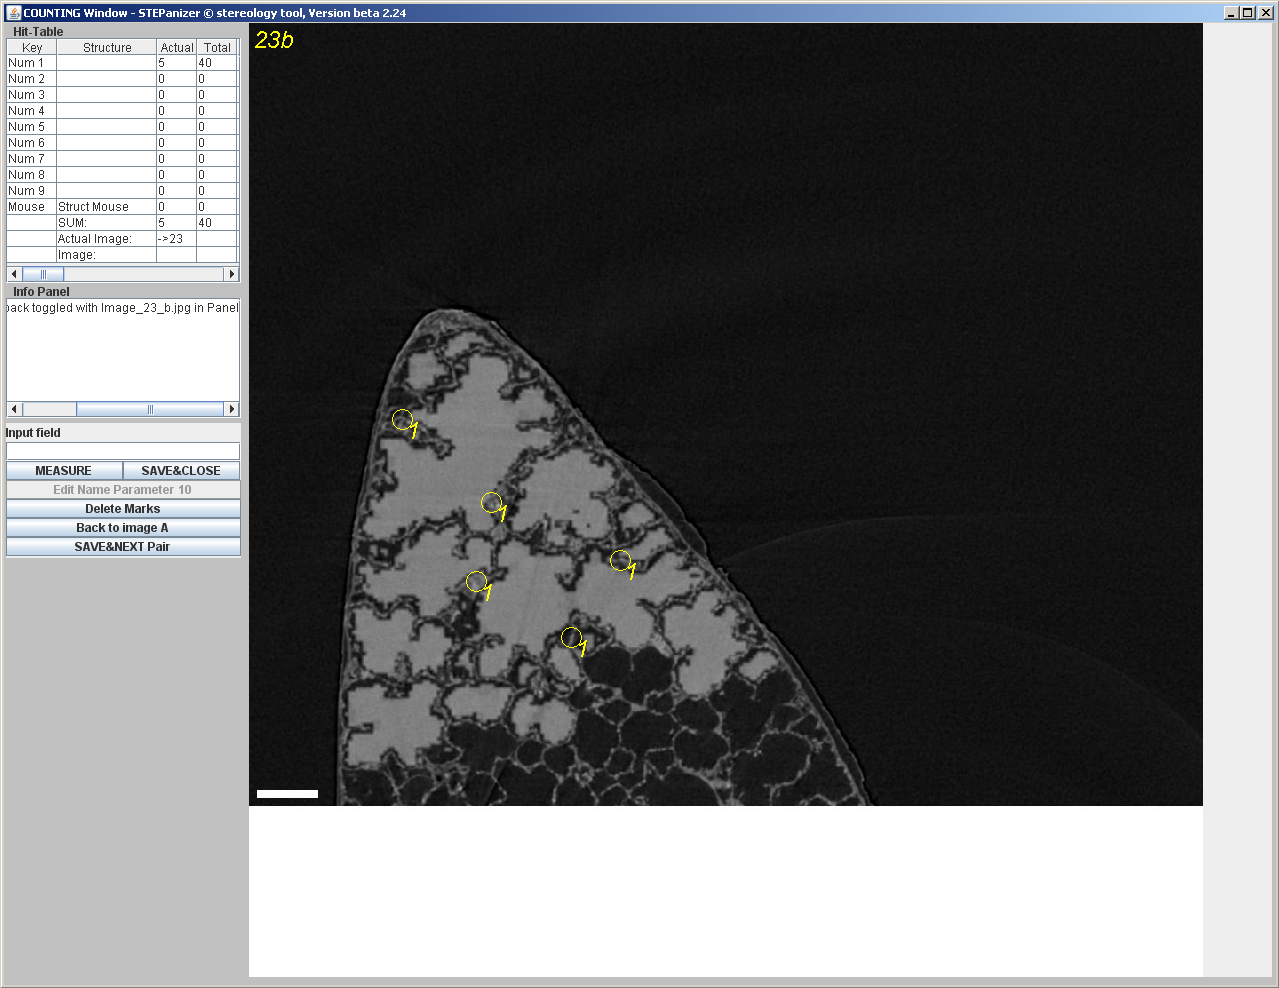 COUNTING Window - STEPanizer © stereology tool, Version beta 2.24
Hit-Table
Key Structure Actual Total
Num 1 5 40
Num 2 0 0
Num 3 0 0
Num 4 0 0
Num 5 0 0
Num 6 0 0
Num 7 0 0
Num 8 0 0
Num 9 0 0
Mouse Struct Mouse 0 0
SUM: 5 40
Actual Image: ->23
Image:
Info Panel
back toggled with Image_23_b.jpg in Panel
Input field
MEASURE SAVE&CLOSE
Edit Name Parameter 10
Delete Marks
Back to image A
SAVE&NEXT Pair
23b
1
1
1
1
1